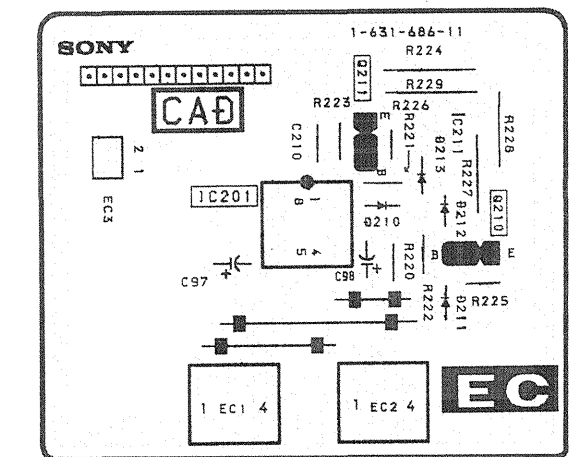 SONY
1-631-686-11
R224
Q211
R229
CAD
R223
R226
E
C210
R221
IC211
D213
R228
B
R227
2 1
EC3
IC201
1
8
D212
Q210
D210
4
5
B
E
C97
+
C98
+
R220
R222
D211
R225
1 EC1 4
1 EC2 4
EC